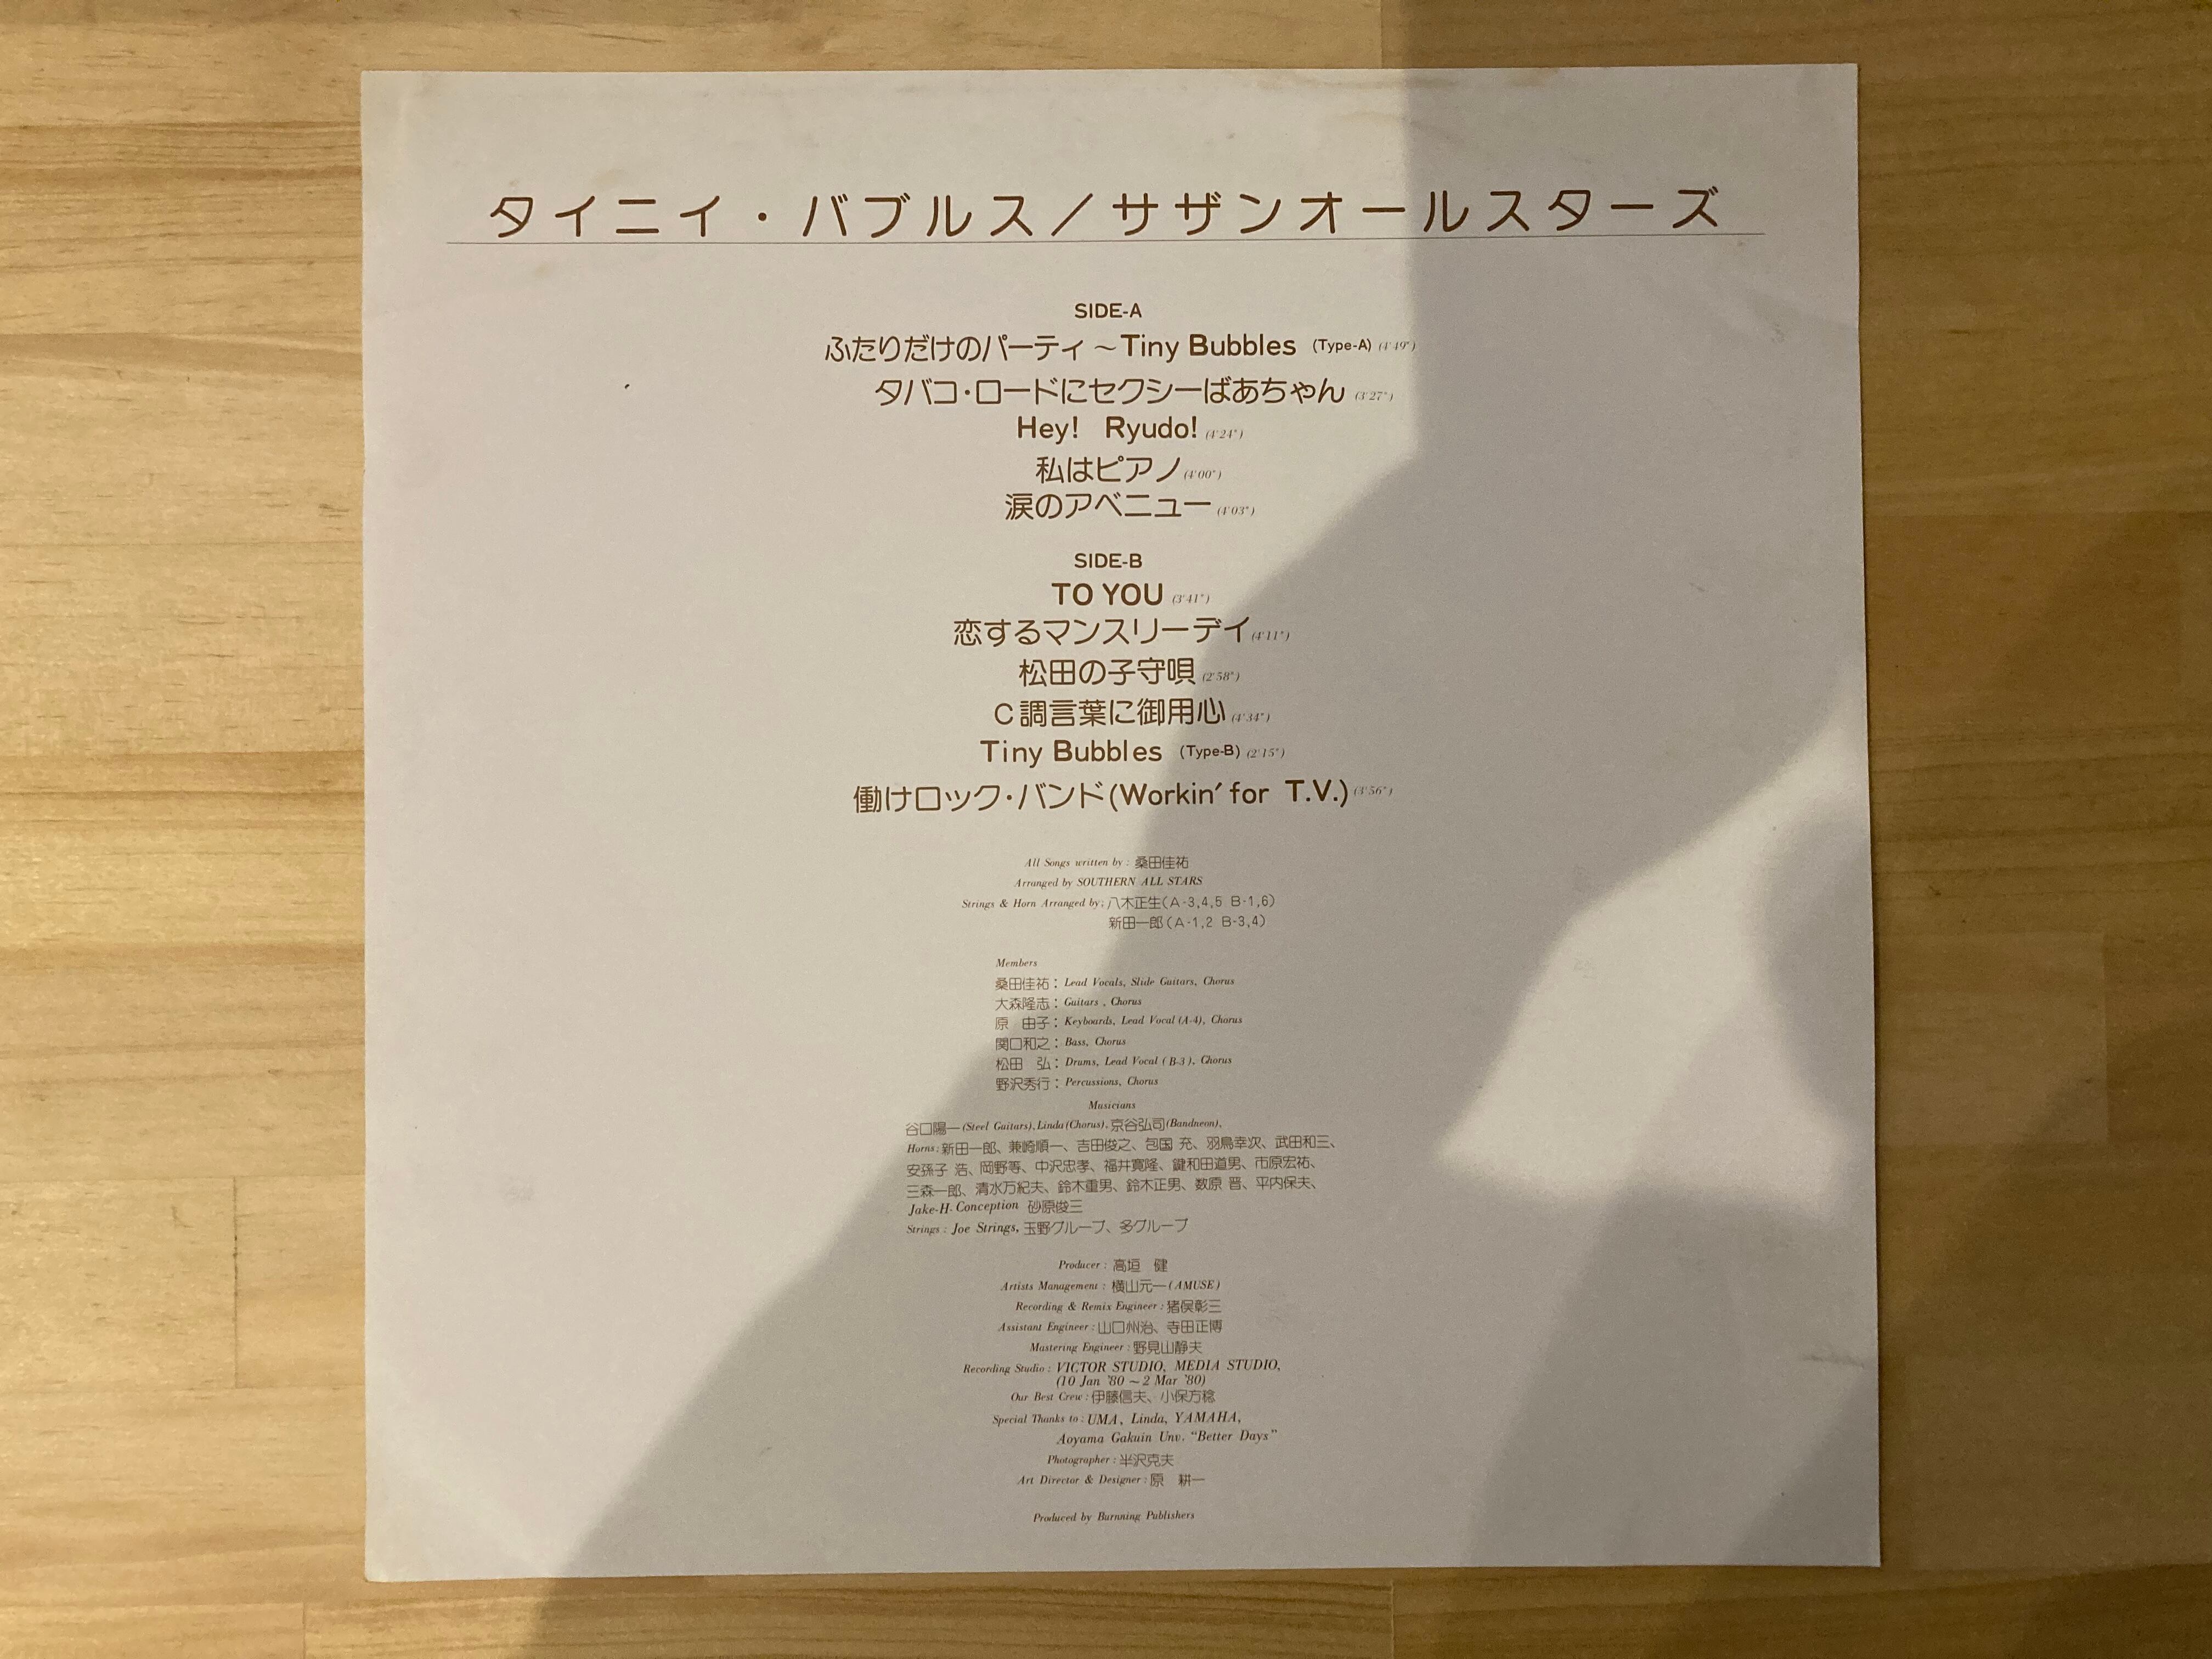 タイニイ・バブルス／サザンオールスターズ
SIDE-A
ふたりだけのパーティ～Tiny Bubbles (Type-A) (4'49")
タバコ・ロードにセクシーばあちゃん (3'27")
Hey! Ryudo! (4'24")
私はピアノ (4'00")
涙のアベニュー (4'03")
SIDE-B
TO YOU (3'41")
恋するマンスリーデイ (4'11")
松田の子守唄 (2'58")
C調言葉に御用心 (4'34")
Tiny Bubbles (Type-B) (2'15")
働けロック・バンド(Workin' for T.V.) (3'56")
All Songs written by : 桑田佳祐
Arranged by SOUTHERN ALL STARS
Strings & Horn Arranged by; 八木正生(A-3,4,5 B-1,6)
新田一郎(A-1,2 B-3,4)
Members
桑田佳祐 : Lead Vocals, Slide Guitars, Chorus
大森隆志 : Guitars , Chorus
原 由子 : Keyboards, Lead Vocal (A-4), Chorus
関口和之 : Bass, Chorus
松田 弘 : Drums, Lead Vocal (B-3), Chorus
野沢秀行 : Percussions, Chorus
Musicians
谷口陽一(Steel Guitars), Linda(Chorus), 京谷弘司(Bandneon),
Horns : 新田一郎、兼崎順一、吉田俊之、包国 充、羽鳥幸次、武田和三、
安孫子 浩、岡野等、中沢忠孝、福井寛隆、鍵和田道男、市原宏祐、
三森一郎、清水万紀夫、鈴木重男、鈴木正男、数原 晋、平内保夫、
Jake-H. Conception 砂原俊三
Strings : Joe Strings, 玉野グループ、多グループ
Producer : 高垣 健
Artists Management : 横山元一(AMUSE)
Recording & Remix Engineer : 猪俣彰三
Assistant Engineer : 山口州治、寺田正博
Mastering Engineer : 野見山静夫
Recording Studio : VICTOR STUDIO, MEDIA STUDIO,
(10 Jan '80 ～ 2 Mar '80)
Our Best Crew : 伊藤信夫、小保方稔
Special Thanks to : UMA, Linda, YAMAHA,
Aoyama Gakuin Unv. "Better Days"
Photographer : 半沢克夫
Art Director & Designer : 原 耕一
Produced by Burnning Publishers